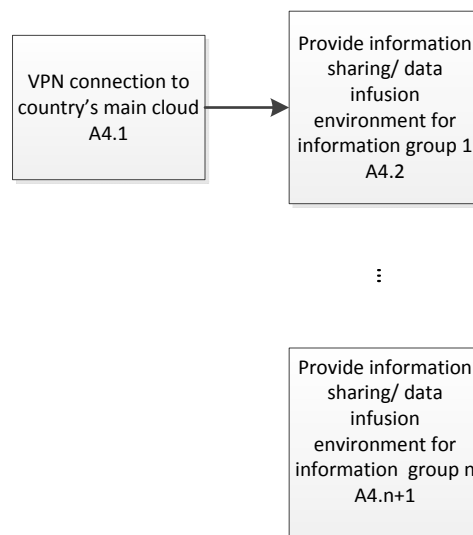 VPN connection to
country's main cloud
A4.1
Provide information
sharing/ data
infusion
environment for
information group 1
A4.2
...
Provide information
sharing/ data
infusion
environment for
information group n
A4.n+1